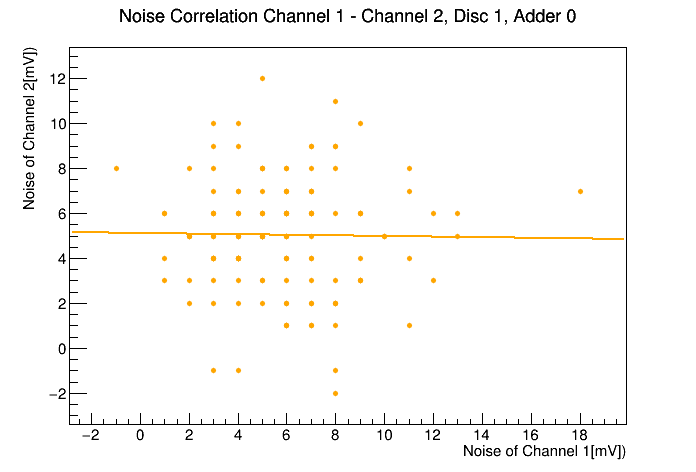 Noise Correlation Channel 1 - Channel 2, Disc 1, Adder 0
Noise of Channel 2[mV])
12
10
8
6
4
2
0
−2
−2 0 2 4 6 8 10 12 14 16 18
Noise of Channel 1[mV])